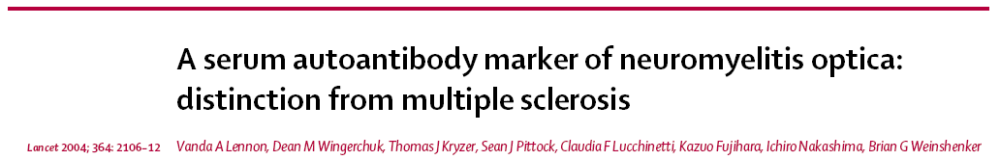 A serum autoantibody marker of neuromyelitis optica:
distinction from multiple sclerosis
Lancet 2004; 364: 2106–12
Vanda A Lennon, Dean M Wingerchuk, Thomas J Kryzer, Sean J Pittock, Claudia F Lucchinetti, Kazuo Fujihara, Ichiro Nakashima, Brian G Weinshenker